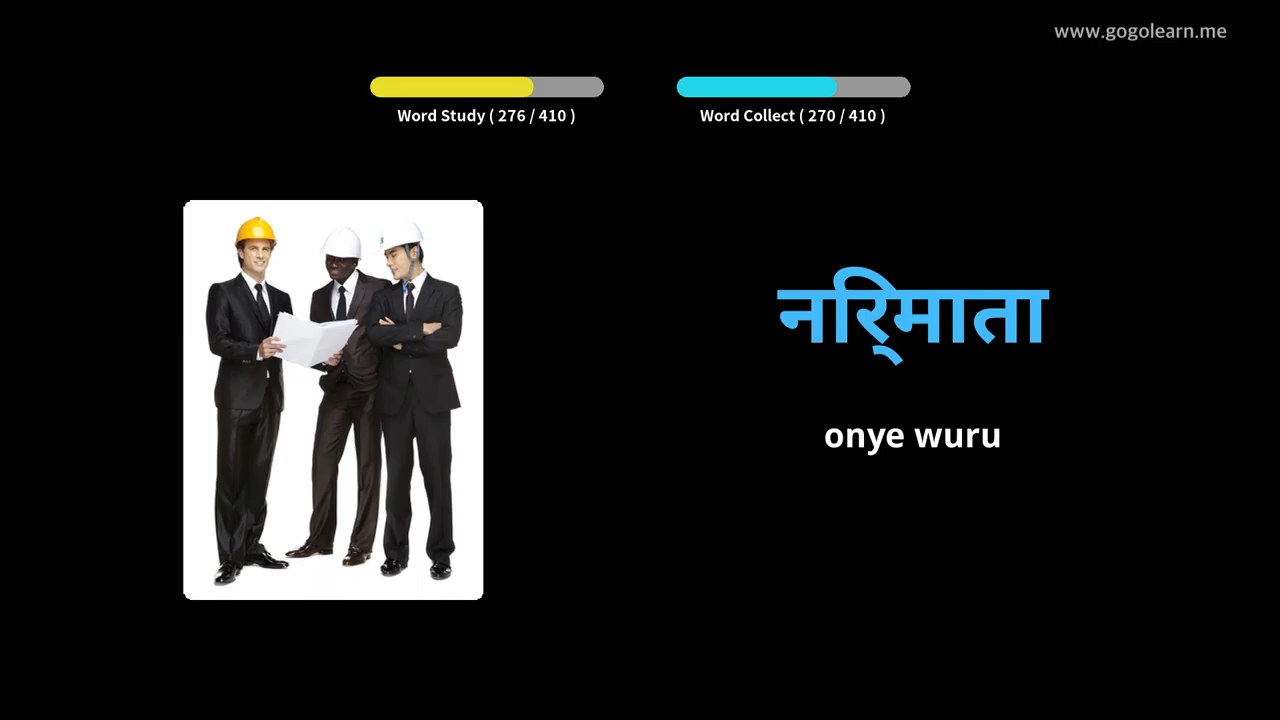 www.gogolearn.me
Word Study ( 276 / 410 )
Word Collect ( 270 / 410 )
नरि्माता
onye wuru